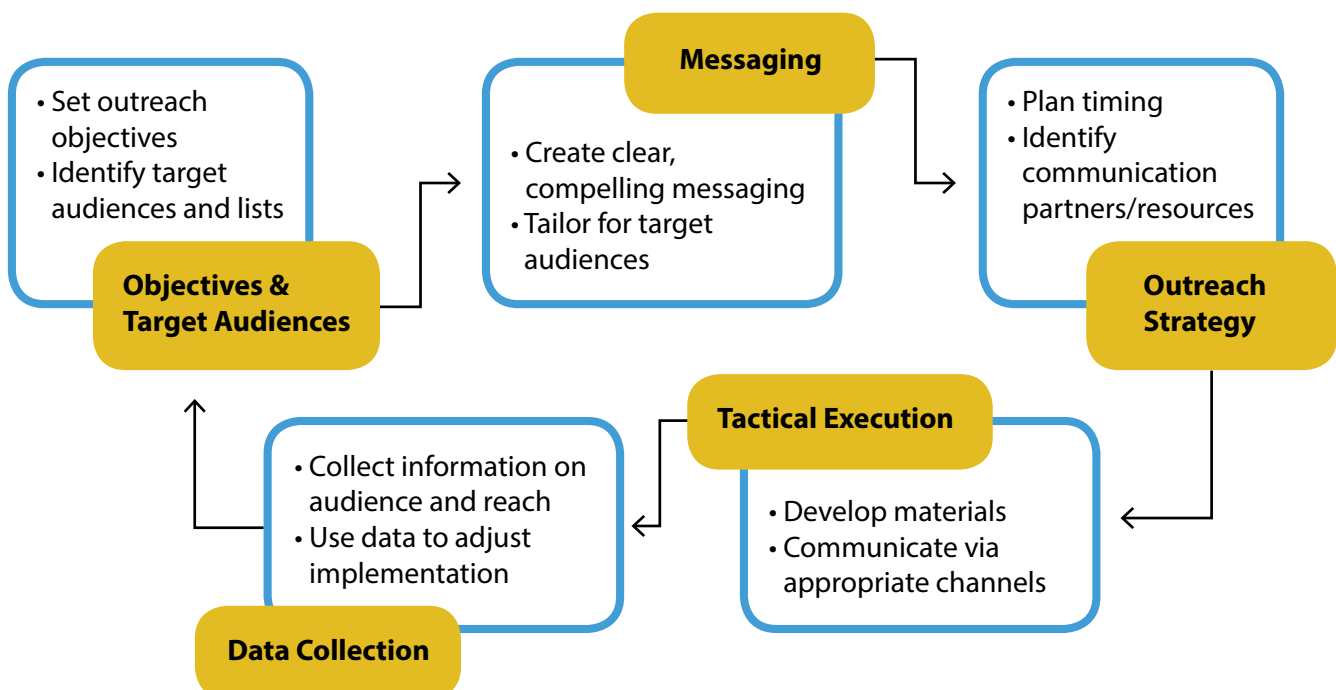 • Set outreach
objectives
• Identify target
audiences and lists
Objectives &
Target Audiences
Messaging
• Create clear,
compelling messaging
• Tailor for target
audiences
• Plan timing
• Identify
communication
partners/resources
Outreach
Strategy
Tactical Execution
• Develop materials
• Communicate via
appropriate channels
• Collect information on
audience and reach
• Use data to adjust
implementation
Data Collection